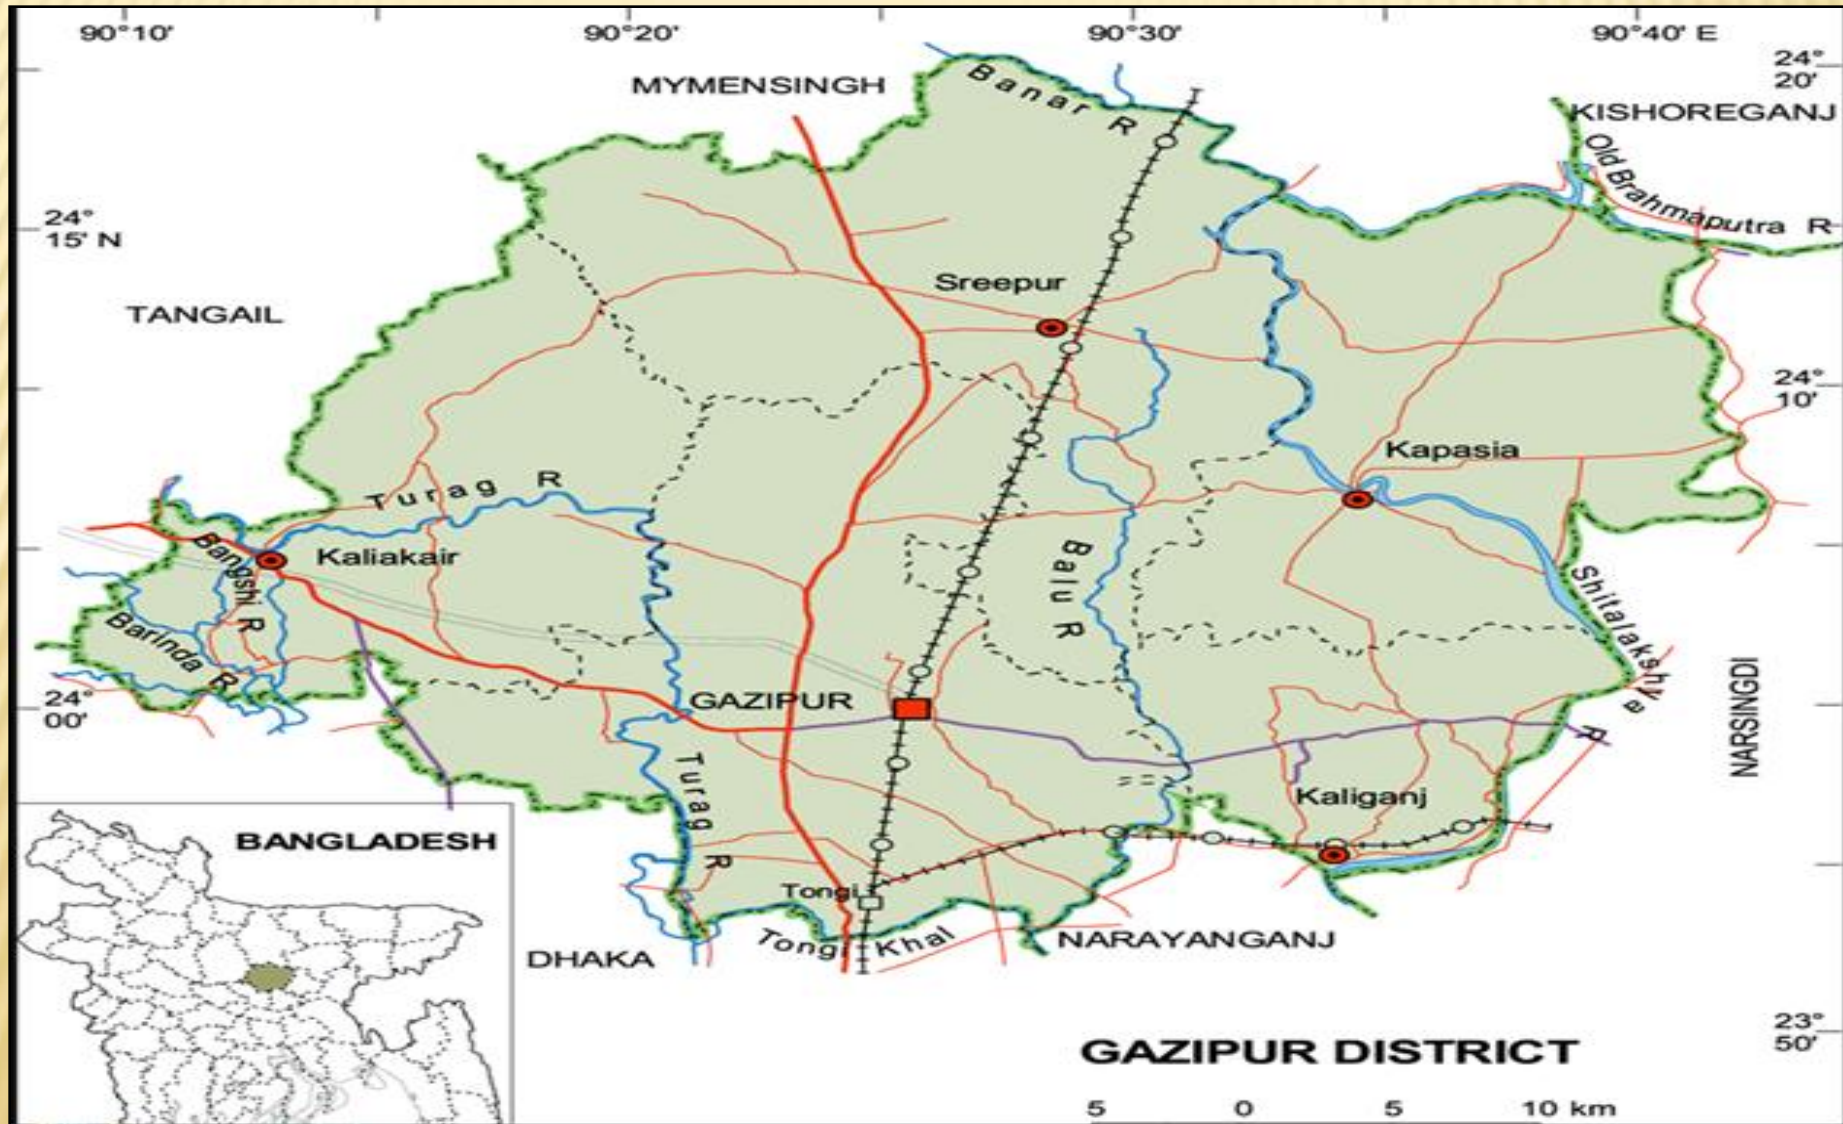 90°10'
90°20'
90°30'
90°40' E
24°
20'
MYMENSINGH
Banar R
KISHOREGANJ
Old Brahmaputra R
24°
15' N
Sreepur
TANGAIL
24°
10'
Kapasia
Turag R
Kaliakair
Bangshi R
Balu R
Shitalakshya R
Barinda R
24°
00'
GAZIPUR
NARSINGDI
Turag R
Kaliganj
BANGLADESH
Tongi
Tongi Khal
DHAKA
NARAYANGANJ
23°
50'
GAZIPUR DISTRICT
5 0 5 10 km